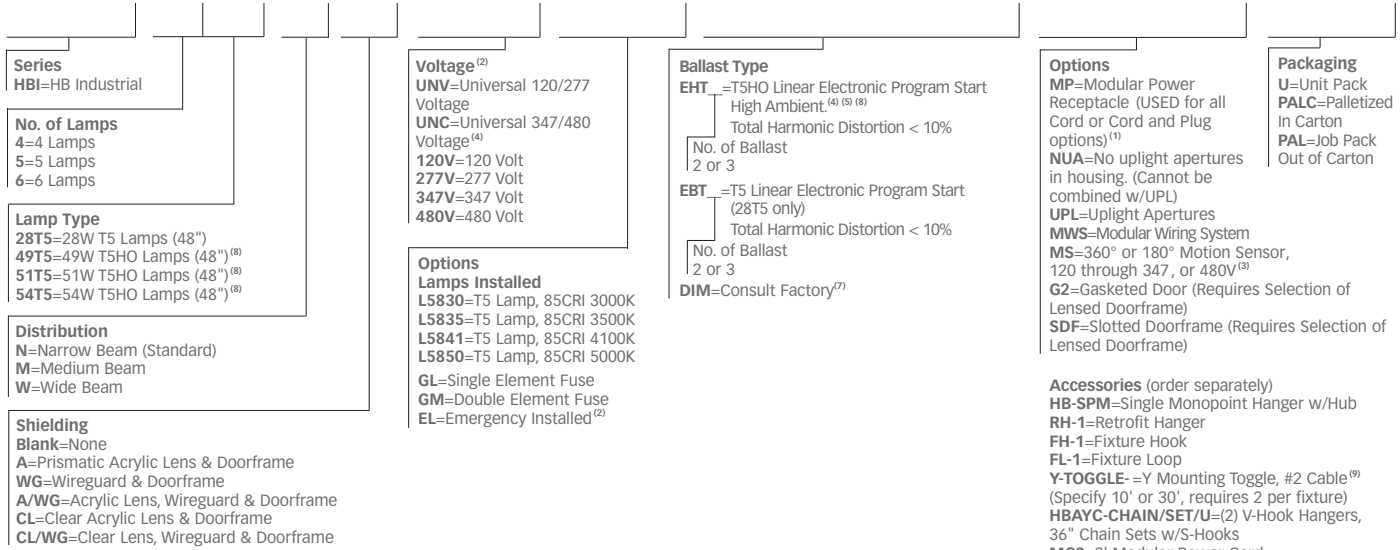 Series
HBI=HB Industrial
No. of Lamps
4=4 Lamps
5=5 Lamps
6=6 Lamps
Lamp Type
28T5=28W T5 Lamps (48")
49T5=49W T5HO Lamps (48")(8)
51T5=51W T5HO Lamps (48")(8)
54T5=54W T5HO Lamps (48")(8)
Distribution
N=Narrow Beam (Standard)
M=Medium Beam
W=Wide Beam
Shielding
Blank=None
A=Prismatic Acrylic Lens & Doorframe
WG=Wireguard & Doorframe
A/WG=Acrylic Lens, Wireguard & Doorframe
CL=Clear Acrylic Lens & Doorframe
CL/WG=Clear Lens, Wireguard & Doorframe
Voltage(2)
UNV=Universal 120/277
Voltage
UNC=Universal 347/480
Voltage(4)
120V=120 Volt
277V=277 Volt
347V=347 Volt
480V=480 Volt
Options
Lamps Installed
L5830=T5 Lamp, 85CRI 3000K
L5835=T5 Lamp, 85CRI 3500K
L5841=T5 Lamp, 85CRI 4100K
L5850=T5 Lamp, 85CRI 5000K
GL=Single Element Fuse
GM=Double Element Fuse
EL=Emergency Installed(2)
Ballast Type
EHT__=T5HO Linear Electronic Program Start
High Ambient.(4) (5) (8)
Total Harmonic Distortion < 10%
No. of Ballast
2 or 3
EBT__=T5 Linear Electronic Program Start
(28T5 only)
Total Harmonic Distortion < 10%
No. of Ballast
2 or 3
DIM=Consult Factory(7)
Options
MP=Modular Power
Receptacle (USED for all
Cord or Cord and Plug
options)(1)
NUA=No uplight apertures
in housing. (Cannot be
combined w/UPL)
UPL=Uplight Apertures
MWS=Modular Wiring System
MS=360° or 180° Motion Sensor,
120 through 347, or 480V(3)
G2=Gasketed Door (Requires Selection of
Lensed Doorframe)
SDF=Slotted Doorframe (Requires Selection of
Lensed Doorframe)
Accessories (order separately)
HB-SPM=Single Monopoint Hanger w/Hub
RH-1=Retrofit Hanger
FH-1=Fixture Hook
FL-1=Fixture Loop
Y-TOGGLE- =Y Mounting Toggle, #2 Cable(9)
(Specify 10' or 30', requires 2 per fixture)
HBAYC-CHAIN/SET/U=(2) V-Hook Hangers,
36" Chain Sets w/S-Hooks
Modular Power Cord
Packaging
U=Unit Pack
PALC=Palletized
In Carton
PAL=Job Pack
Out of Carton